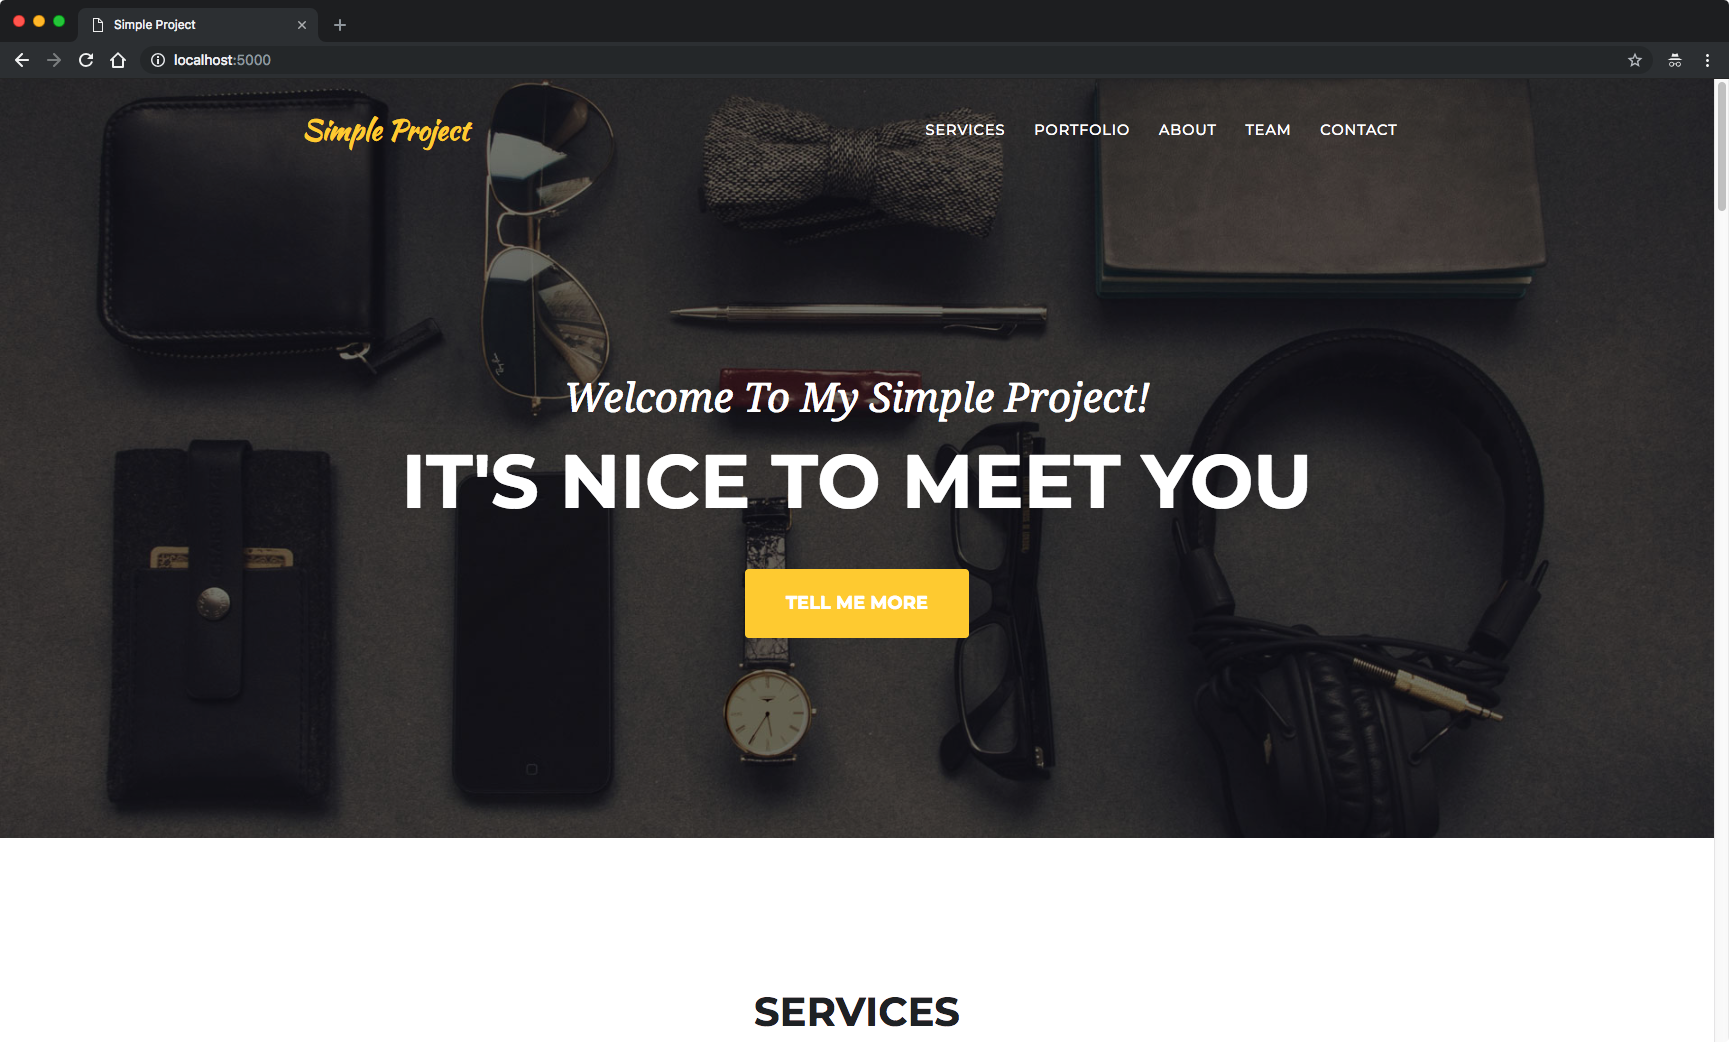 Simple Project
localhost:5000
Simple Project
SERVICES PORTFOLIO ABOUT TEAM CONTACT
Welcome To My Simple Project!
IT'S NICE TO MEET YOU
TELL ME MORE
SERVICES